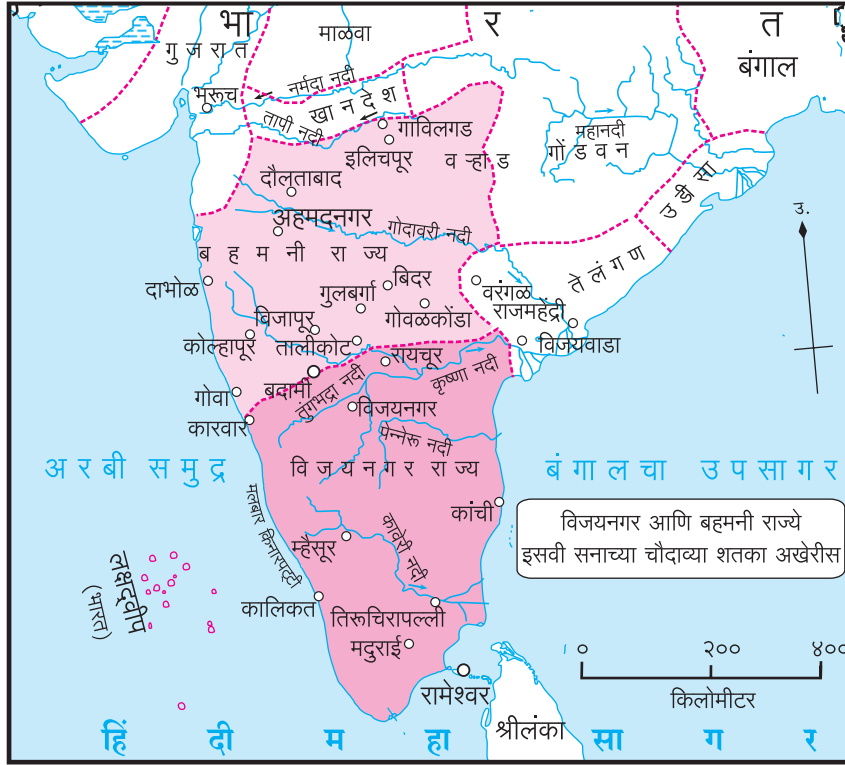 भा र त
गुजरात
माळवा
बंगाल
नर्मदा नदी
भरूच
खानदेश
तापी नदी
गाविलगड
इलिचपूर
वऱ्हाड
महानदी
गोंडवन
दौलताबाद
उडीसा
अहमदनगर
गोदावरी नदी
उ.
बहमनी राज्य
तेलंगण
दाभोळ
बिदर
वरंगळ
गुलबर्गा
गोवळकोंडा
राजमहेंद्री
विजापूर
कोल्हापूर
तालीकोट
विजयवाडा
रायचूर
बदामी
तुंगभद्रा नदी
कृष्णा नदी
गोवा
विजयनगर
कारवार
पेन्नेरू नदी
अरबी समुद्र
विजयनगर राज्य
बंगालचा उपसागर
मलबार किनारपट्टी
कांची
विजयनगर आणि बहमनी राज्ये
इसवी सनाच्या चौदाव्या शतका अखेरीस
कावेरी नदी
म्हैसूर
लक्षद्वीप
(भारत)
कालिकत
तिरूचिरापल्ली
मदुराई
० २०० ४००
किलोमीटर
रामेश्वर
श्रीलंका
हिंदी महासागर